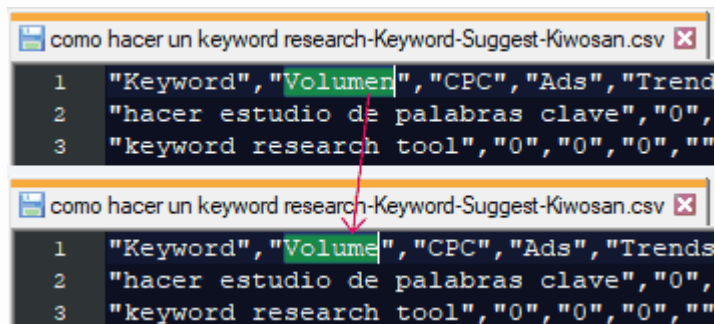 como hacer un keyword research-Keyword-Suggest-Kiwosan.csv
1 "Keyword","Volumen","CPC","Ads","Trend
2 "hacer estudio de palabras clave","0",
3 "keyword research tool","0","0","0",""
como hacer un keyword research-Keyword-Suggest-Kiwosan.csv
1 "Keyword","Volume","CPC","Ads","Trends
2 "hacer estudio de palabras clave","0",
3 "keyword research tool","0","0","0",""